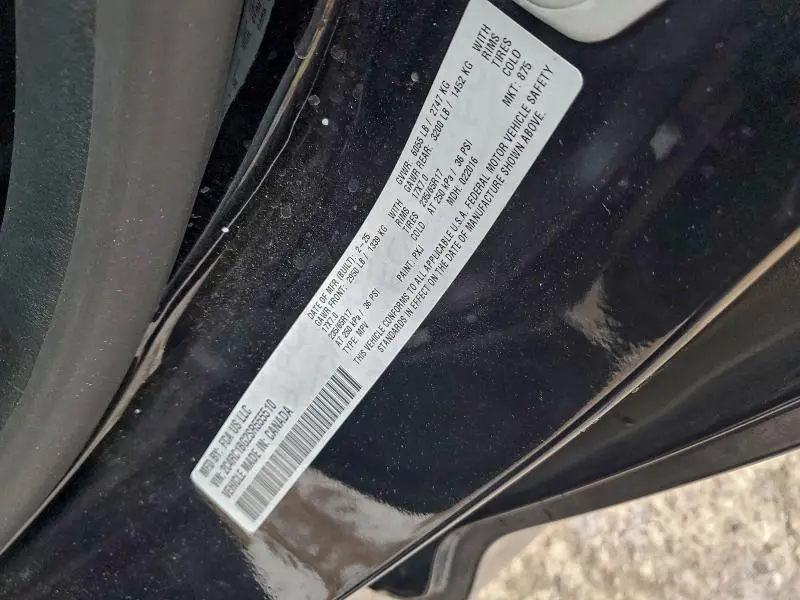 MFD BY: FCA US LLC
VIN: 2C4RC1BG2SR555510
VEHICLE MADE IN: CANADA
DATE OF MFR (BUILT): 2-25 GVWR: 6055 LB / 2747 KG
GAWR FRONT: 2950 LB / 1339 KG WITH GAWR REAR: 3200 LB / 1452 KG WITH
17X7.0 RIMS 17X7.0 RIMS
235/65R17 TIRES 235/65R17 TIRES
AT 250 kPa / 36 PSI COLD AT 250 kPa / 36 PSI COLD
TYPE: MPV PAINT: PXJ MDH: 022016 MKT: 875
THIS VEHICLE CONFORMS TO ALL APPLICABLE U.S.A. FEDERAL MOTOR VEHICLE SAFETY
STANDARDS IN EFFECT ON THE DATE OF MANUFACTURE SHOWN ABOVE.